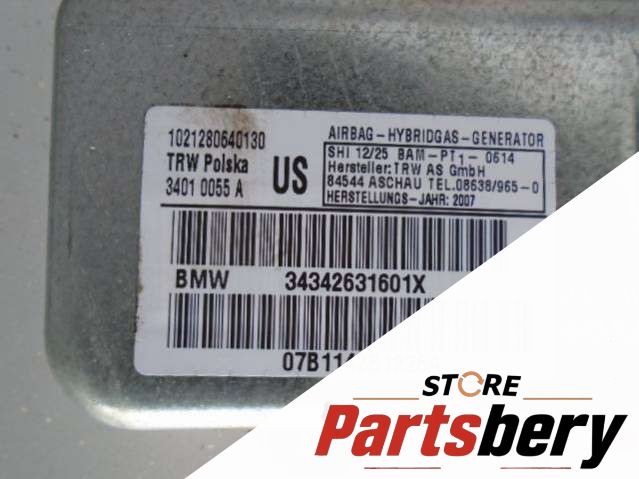 1021280640130
TRW Polska
3401 0055 A
US
AIRBAG-HYBRIDGAS-GENERATOR
SHI 12/25 BAM-PT1-0614
Hersteller:TRW AS GmbH
84544 ASCHAU TEL.08638/965-0
HERSTELLUNGS-JAHR: 2007
BMW 34342631601X
STORE
Partsbery